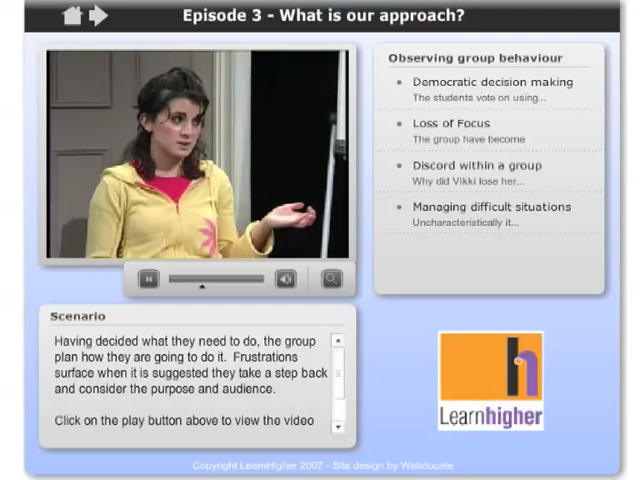 Episode 3 - What is our approach?
Observing group behaviour
Democratic decision making
The students vote on using...
Loss of Focus
The group have become
Discord within a group
Why did Vikki lose her...
Managing difficult situations
Uncharacteristically it...
Scenario
Having decided what they need to do, the group
plan how they are going to do it. Frustrations
surface when it is suggested they take a step back
and consider the purpose and audience.
Click on the play button above to view the video
Learnhigher
Copyright LearnHigher 2007 - Site design by Webducate